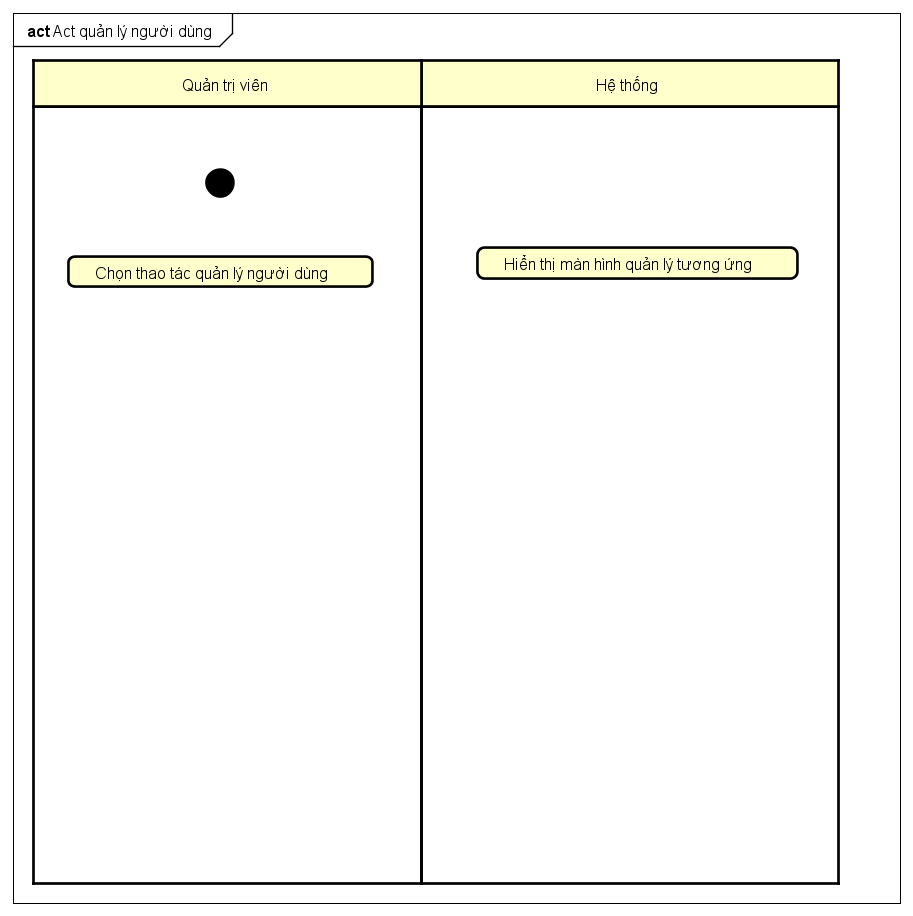 act Act quản lý người dùng
Quản trị viên
Hệ thống
Chọn thao tác quản lý người dùng
Hiển thị màn hình quản lý tương ứng